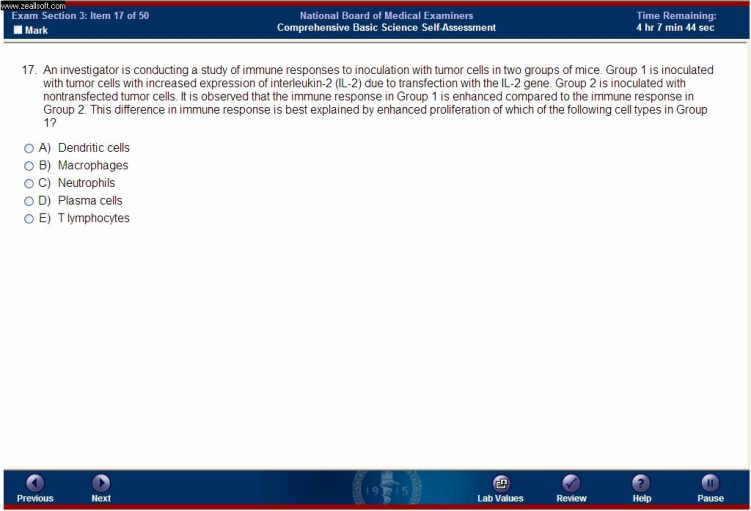 www.zeallsoft.com
Exam Section 3: Item 17 of 50
National Board of Medical Examiners
Time Remaining:
Mark
Comprehensive Basic Science Self-Assessment
4 hr 7 min 44 sec
17. An investigator is conducting a study of immune responses to inoculation with tumor cells in two groups of mice. Group 1 is inoculated
with tumor cells with increased expression of interleukin-2 (IL-2) due to transfection with the IL-2 gene. Group 2 is inoculated with
nontransfected tumor cells. It is observed that the immune response in Group 1 is enhanced compared to the immune response in
Group 2. This difference in immune response is best explained by enhanced proliferation of which of the following cell types in Group
1?
A) Dendritic cells
B) Macrophages
C) Neutrophils
D) Plasma cells
E) T lymphocytes
1915
Previous
Next
Lab Values
Review
Help
Pause